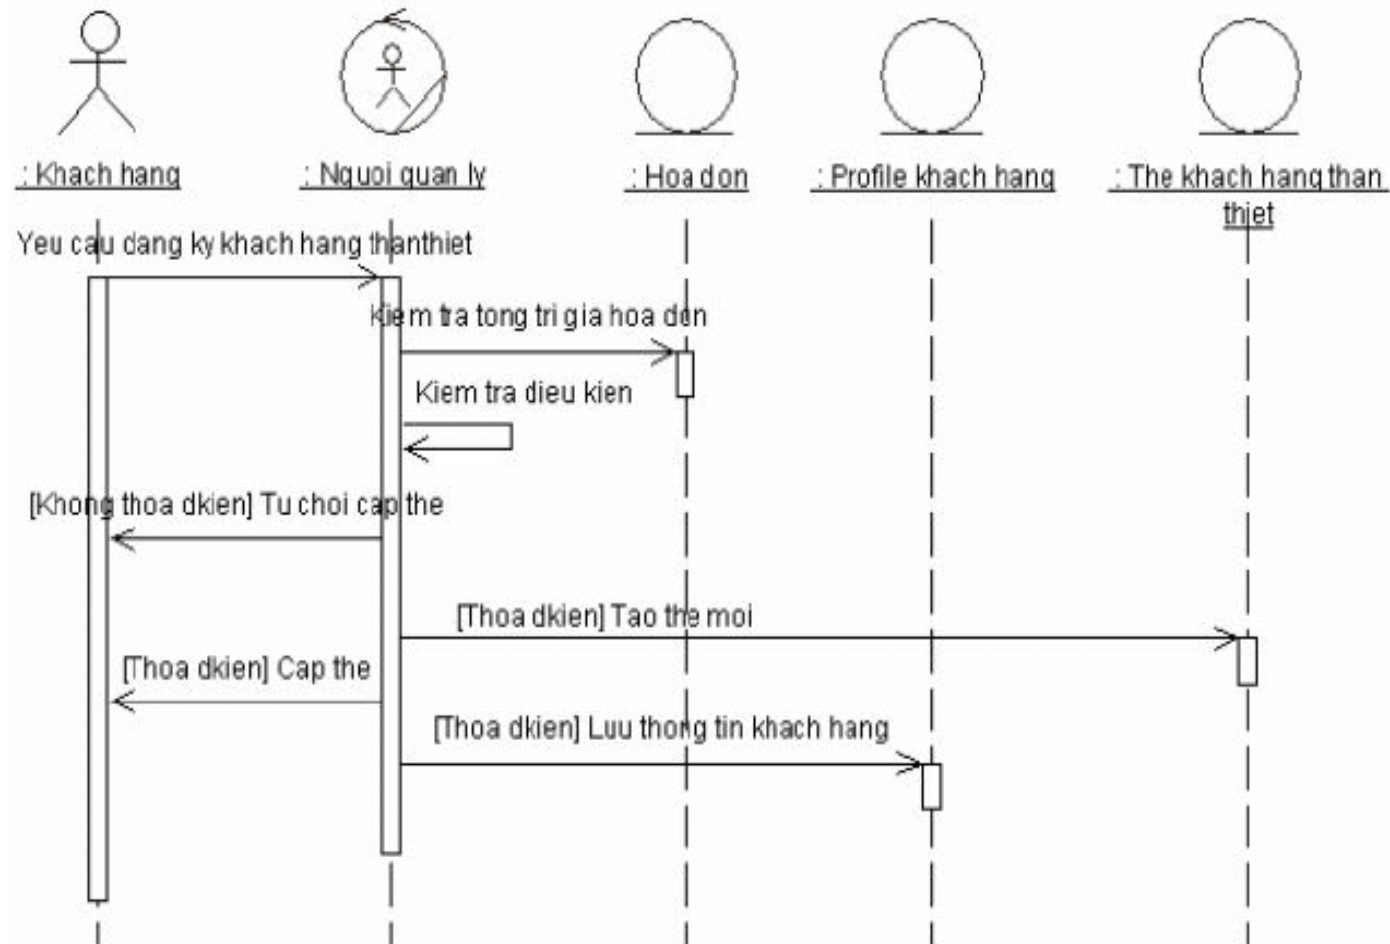 : Khach hang
: Nguoi quan ly
: Hoa don
: Profile khach hang
: The khach hang than
thiet
Yeu cau dang ky khach hang thanthiet
Kiem tra tong tri gia hoa don
Kiem tra dieu kien
[Khong thoa dkien] Tu choi cap the
[Thoa dkien] Tao the moi
[Thoa dkien] Cap the
[Thoa dkien] Luu thong tin khach hang